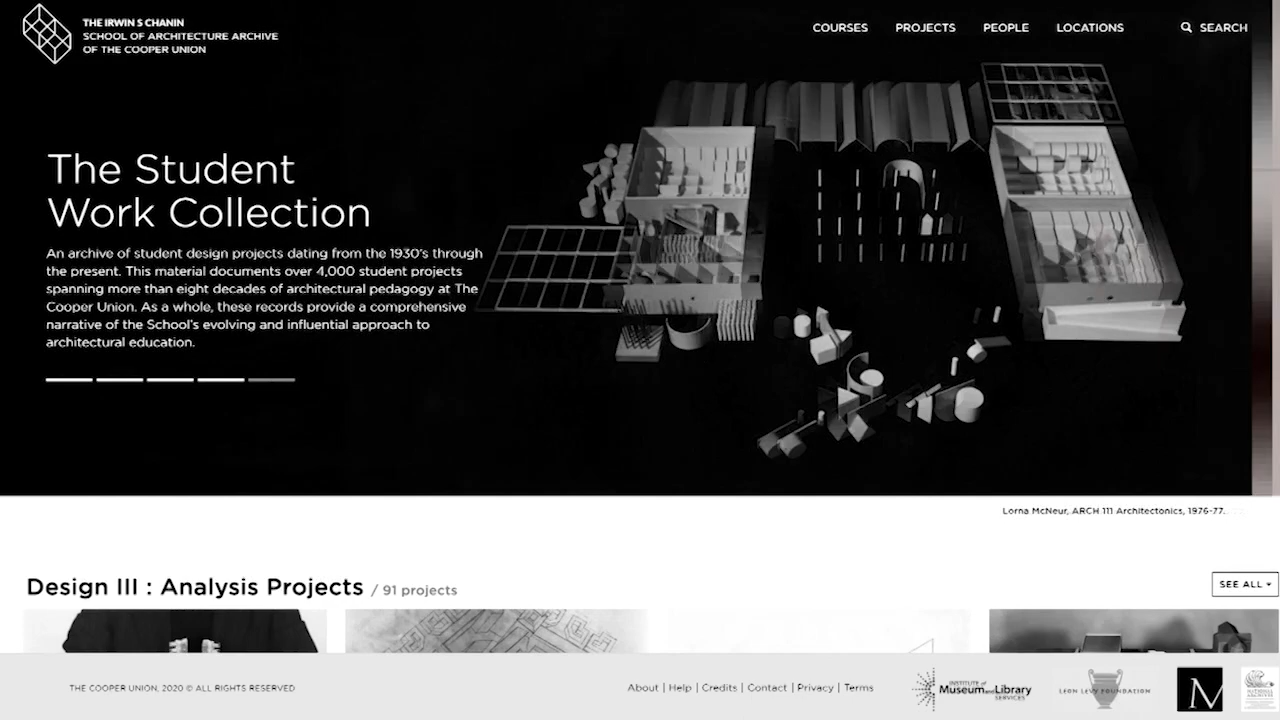 THE IRWIN S CHANIN
SCHOOL OF ARCHITECTURE ARCHIVE
OF THE COOPER UNION
COURSES PROJECTS PEOPLE LOCATIONS SEARCH
The Student
Work Collection
An archive of student design projects dating from the 1930's through
the present. This material documents over 4,000 student projects
spanning more than eight decades of architectural pedagogy at The
Cooper Union. As a whole, these records provide a comprehensive
narrative of the School's evolving and influential approach to
architectural education.
Lorna McNeur, ARCH 111 Architectonics, 1976-77.
Design III : Analysis Projects / 91 projects
SEE ALL
THE COOPER UNION, 2020 © ALL RIGHTS RESERVED
About | Help | Credits | Contact | Privacy | Terms
INSTITUTE of
Museum and Library
SERVICES
LEON LEVY FOUNDATION
M
NATIONAL
ARCHIVES